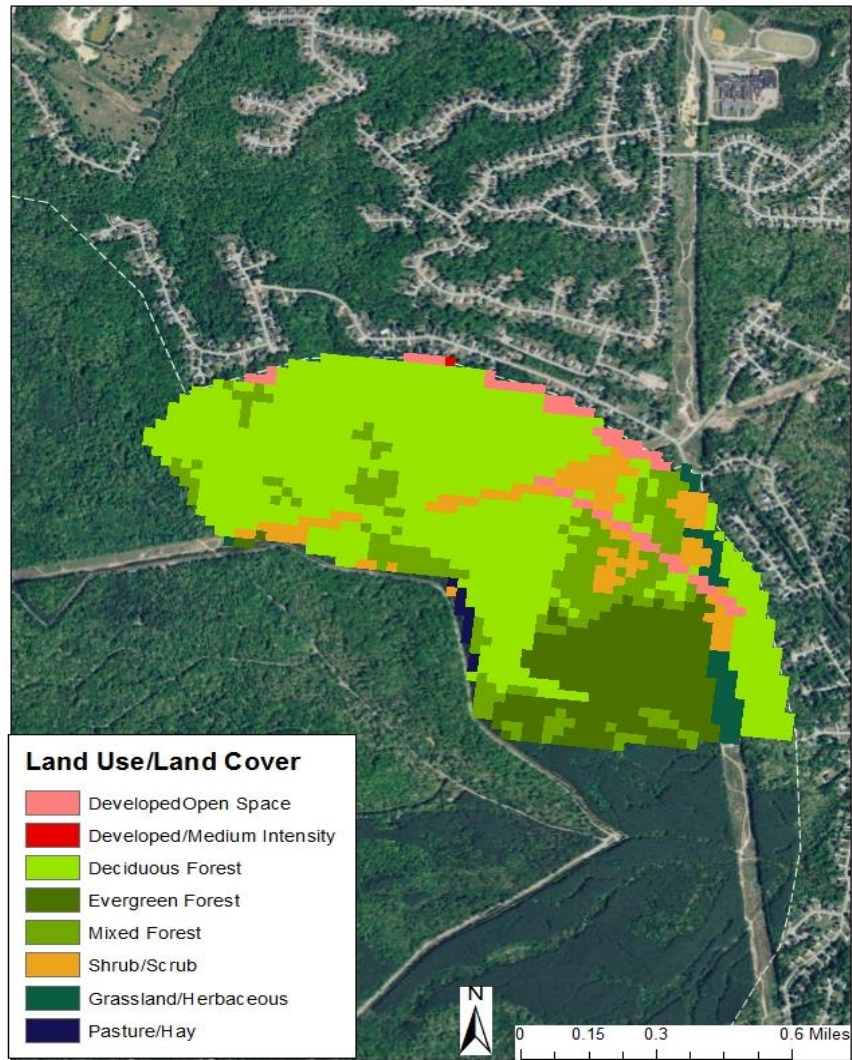 Land Use/Land Cover
DevelopedOpen Space
Developed/Medium Intensity
Deciduous Forest
Evergreen Forest
Mixed Forest
Shrub/Scrub
Grassland/Herbaceous
Pasture/Hay
N
0 0.15 0.3 0.6 Miles